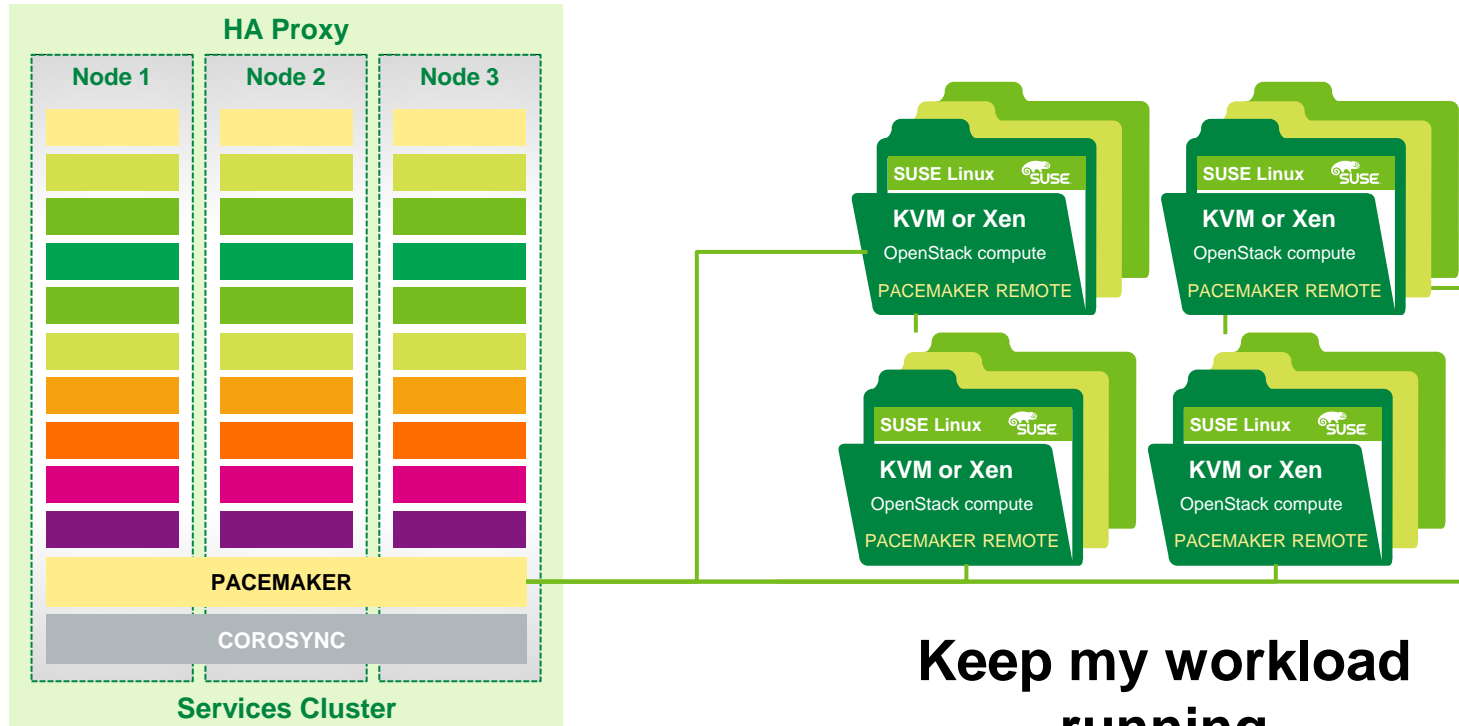 HA Proxy
Node 1
Node 2
Node 3
PACEMAKER
COROSYNC
Services Cluster
SUSE Linux SUSE
KVM or Xen
OpenStack compute
PACEMAKER REMOTE
SUSE Linux SUSE
KVM or Xen
OpenStack compute
PACEMAKER REMOTE
SUSE Linux SUSE
KVM or Xen
OpenStack compute
PACEMAKER REMOTE
SUSE Linux SUSE
KVM or Xen
OpenStack compute
PACEMAKER REMOTE
Keep my workload
running